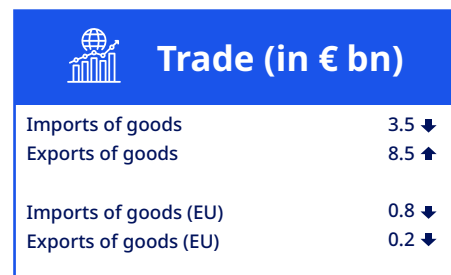 Trade (in € bn)
Imports of goods 3.5
Exports of goods 8.5
Imports of goods (EU) 0.8
Exports of goods (EU) 0.2